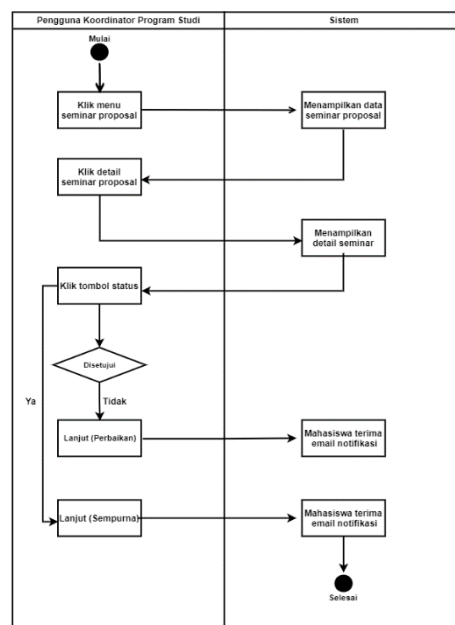 Pengguna Koordinator Program Studi
Sistem
Mulai
Klik menu
seminar proposal
Menampilkan data
seminar proposal
Klik detail
seminar proposal
Menampilkan
detail seminar
Klik tombol status
Disetujui
Ya
Tidak
Lanjut (Perbaikan)
Mahasiswa terima
email notifikasi
Lanjut (Sempurna)
Mahasiswa terima
email notifikasi
Selesai